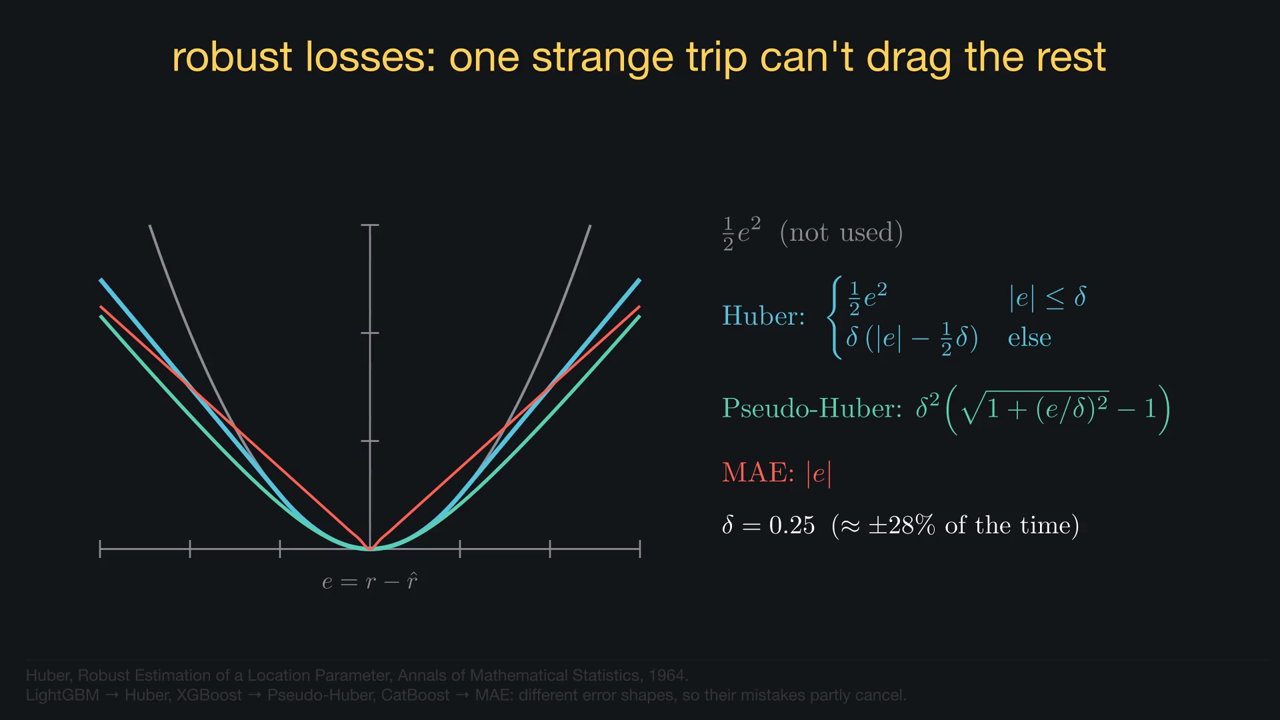 robust losses: one strange trip can't drag the rest
½e² (not used)
Huber: { ½e² |e| ≤ δ
δ(|e| − ½δ) else
Pseudo-Huber: δ²(√(1 + (e/δ)²) − 1)
MAE: |e|
δ = 0.25 (≈ ±28% of the time)
e = r − r̂
Huber, Robust Estimation of a Location Parameter, Annals of Mathematical Statistics, 1964.
LightGBM → Huber, XGBoost → Pseudo-Huber, CatBoost → MAE: different error shapes, so their mistakes partly cancel.